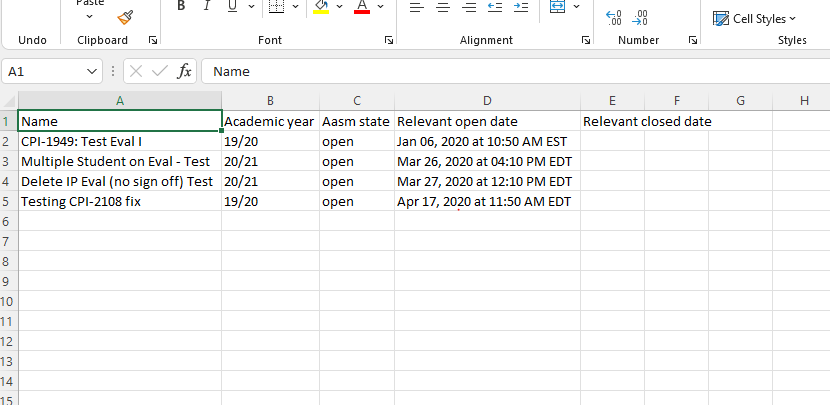 Paste
B I U A
.00 .00
Cell Styles
Undo Clipboard Font Alignment Number Styles
A1 fx Name
A B C D E F G H
1 Name Academic year Aasm state Relevant open date Relevant closed date
2 CPI-1949: Test Eval I 19/20 open Jan 06, 2020 at 10:50 AM EST
3 Multiple Student on Eval - Test 20/21 open Mar 26, 2020 at 04:10 PM EDT
4 Delete IP Eval (no sign off) Test 20/21 open Mar 27, 2020 at 12:10 PM EDT
5 Testing CPI-2108 fix 19/20 open Apr 17, 2020 at 11:50 AM EDT
6
7
8
9
10
11
12
13
14
15